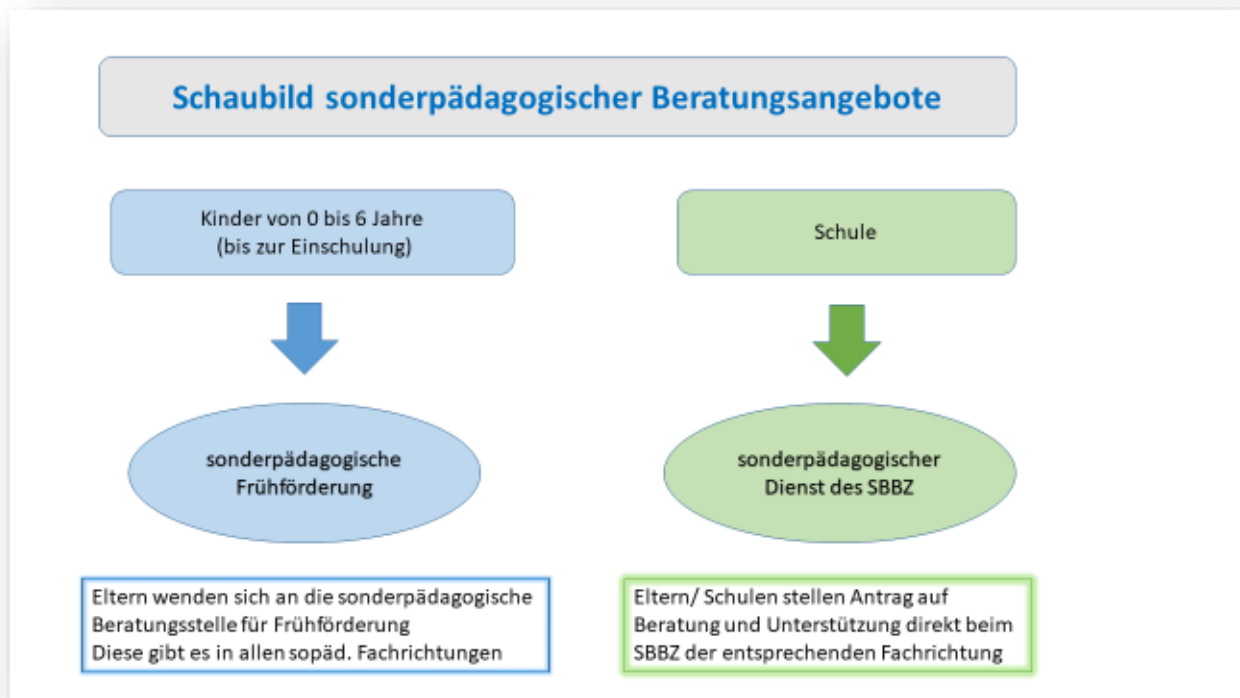 Schaubild sonderpädagogischer Beratungsangebote
Kinder von 0 bis 6 Jahre
(bis zur Einschulung)
Schule
sonderpädagogische
Frühförderung
sonderpädagogischer
Dienst des SBBZ
Eltern wenden sich an die sonderpädagogische
Beratungsstelle für Frühförderung
Diese gibt es in allen sopäd. Fachrichtungen
Eltern/ Schulen stellen Antrag auf
Beratung und Unterstützung direkt beim
SBBZ der entsprechenden Fachrichtung